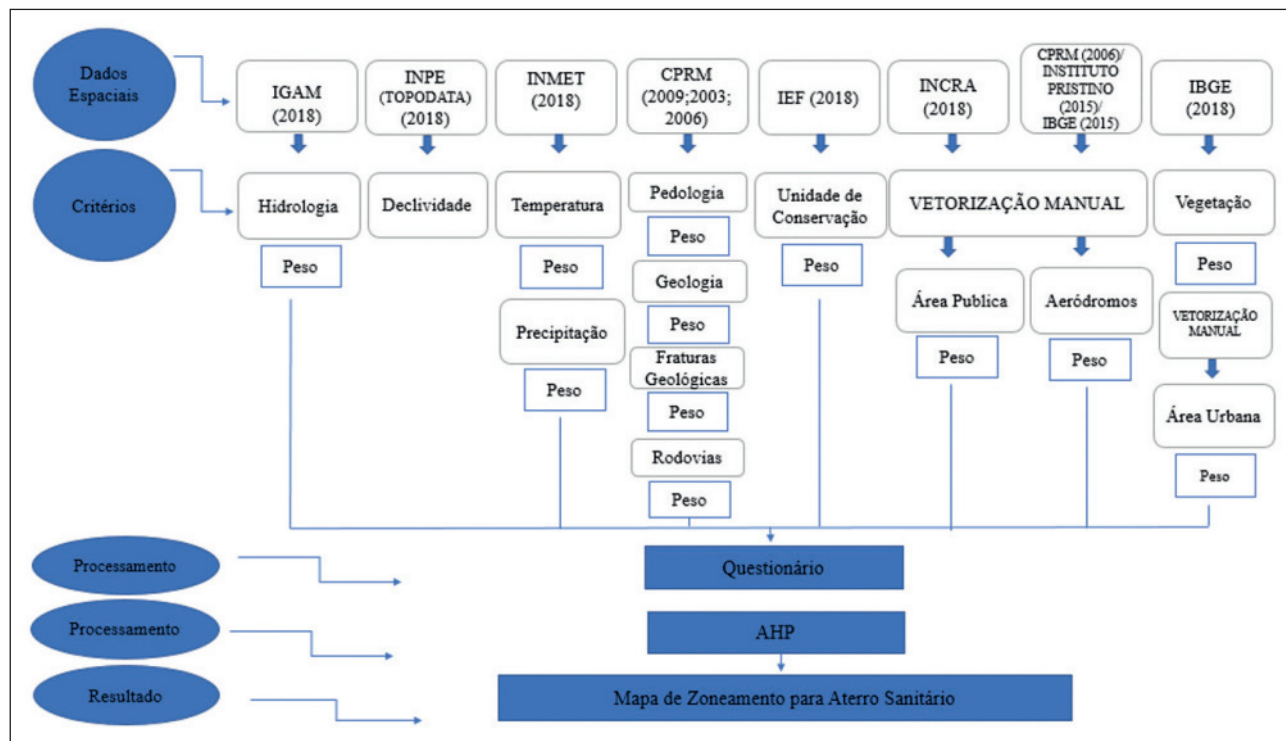 Dados
Espaciais
IGAM
(2018)
INPE
(TOPODATA)
(2018)
INMET
(2018)
CPRM
(2009;2003;
2006)
IEF (2018)
INCRA
(2018)
CPRM (2006)/
INSTITUTO
PRISTINO
(2015)/
IBGE (2015)
IBGE
(2018)
Critérios
Hidrologia
Peso
Declividade
Temperatura
Peso
Precipitação
Peso
Pedologia
Peso
Geologia
Peso
Fraturas
Geológicas
Peso
Rodovias
Peso
Unidade de
Conservação
Peso
VETORIZAÇÃO MANUAL
Área Publica
Peso
Aeródromos
Peso
Vegetação
Peso
VETORIZAÇÃO
MANUAL
Área Urbana
Peso
Processamento
Questionário
Processamento
AHP
Resultado
Mapa de Zoneamento para Aterro Sanitário